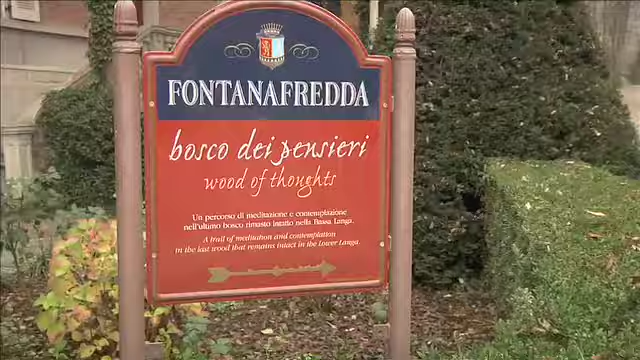 FONTANAFREDDA
bosco dei pensieri
wood of thoughts
Un percorso di meditazione e contemplazione
nell'ultimo bosco rimasto intatto nella Bassa Langa.
A trail of meditation and contemplation
in the last wood that remains intact in the Lower Langa.